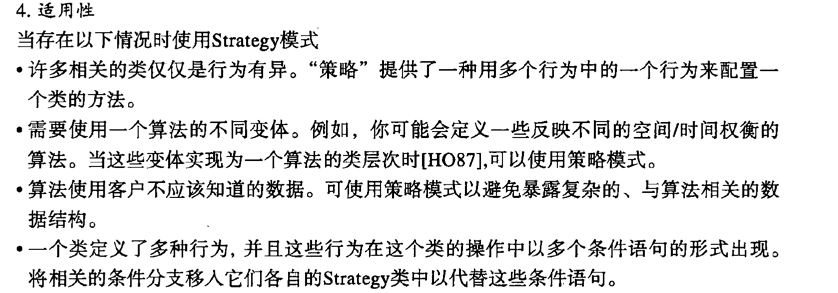 4. 适用性
当存在以下情况时使用Strategy模式
•许多相关的类仅仅是行为有异。“策略”提供了一种用多个行为中的一个行为来配置一
个类的方法。
•需要使用一个算法的不同变体。例如，你可能会定义一些反映不同的空间/时间权衡的
算法。当这些变体实现为一个算法的类层次时[HO87],可以使用策略模式。
•算法使用客户不应该知道的数据。可使用策略模式以避免暴露复杂的、与算法相关的数
据结构。
•一个类定义了多种行为, 并且这些行为在这个类的操作中以多个条件语句的形式出现。
将相关的条件分支移人它们各自的Strategy类中以代替这些条件语句。